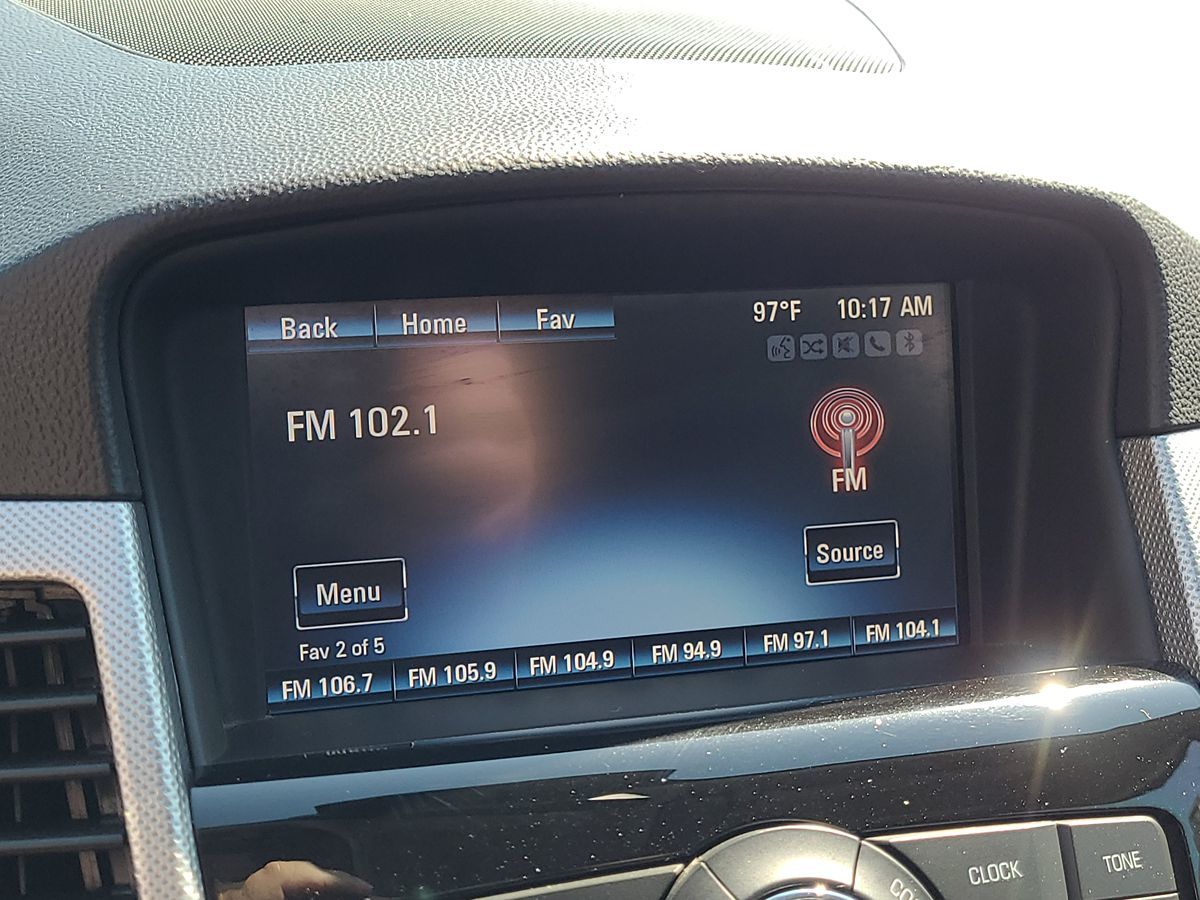 Back Home Fav 97°F 10:17 AM
FM 102.1
FM
Source
Menu
Fav 2 of 5
FM 106.7 FM 105.9 FM 104.9 FM 94.9 FM 97.1 FM 104.1
CLOCK TONE